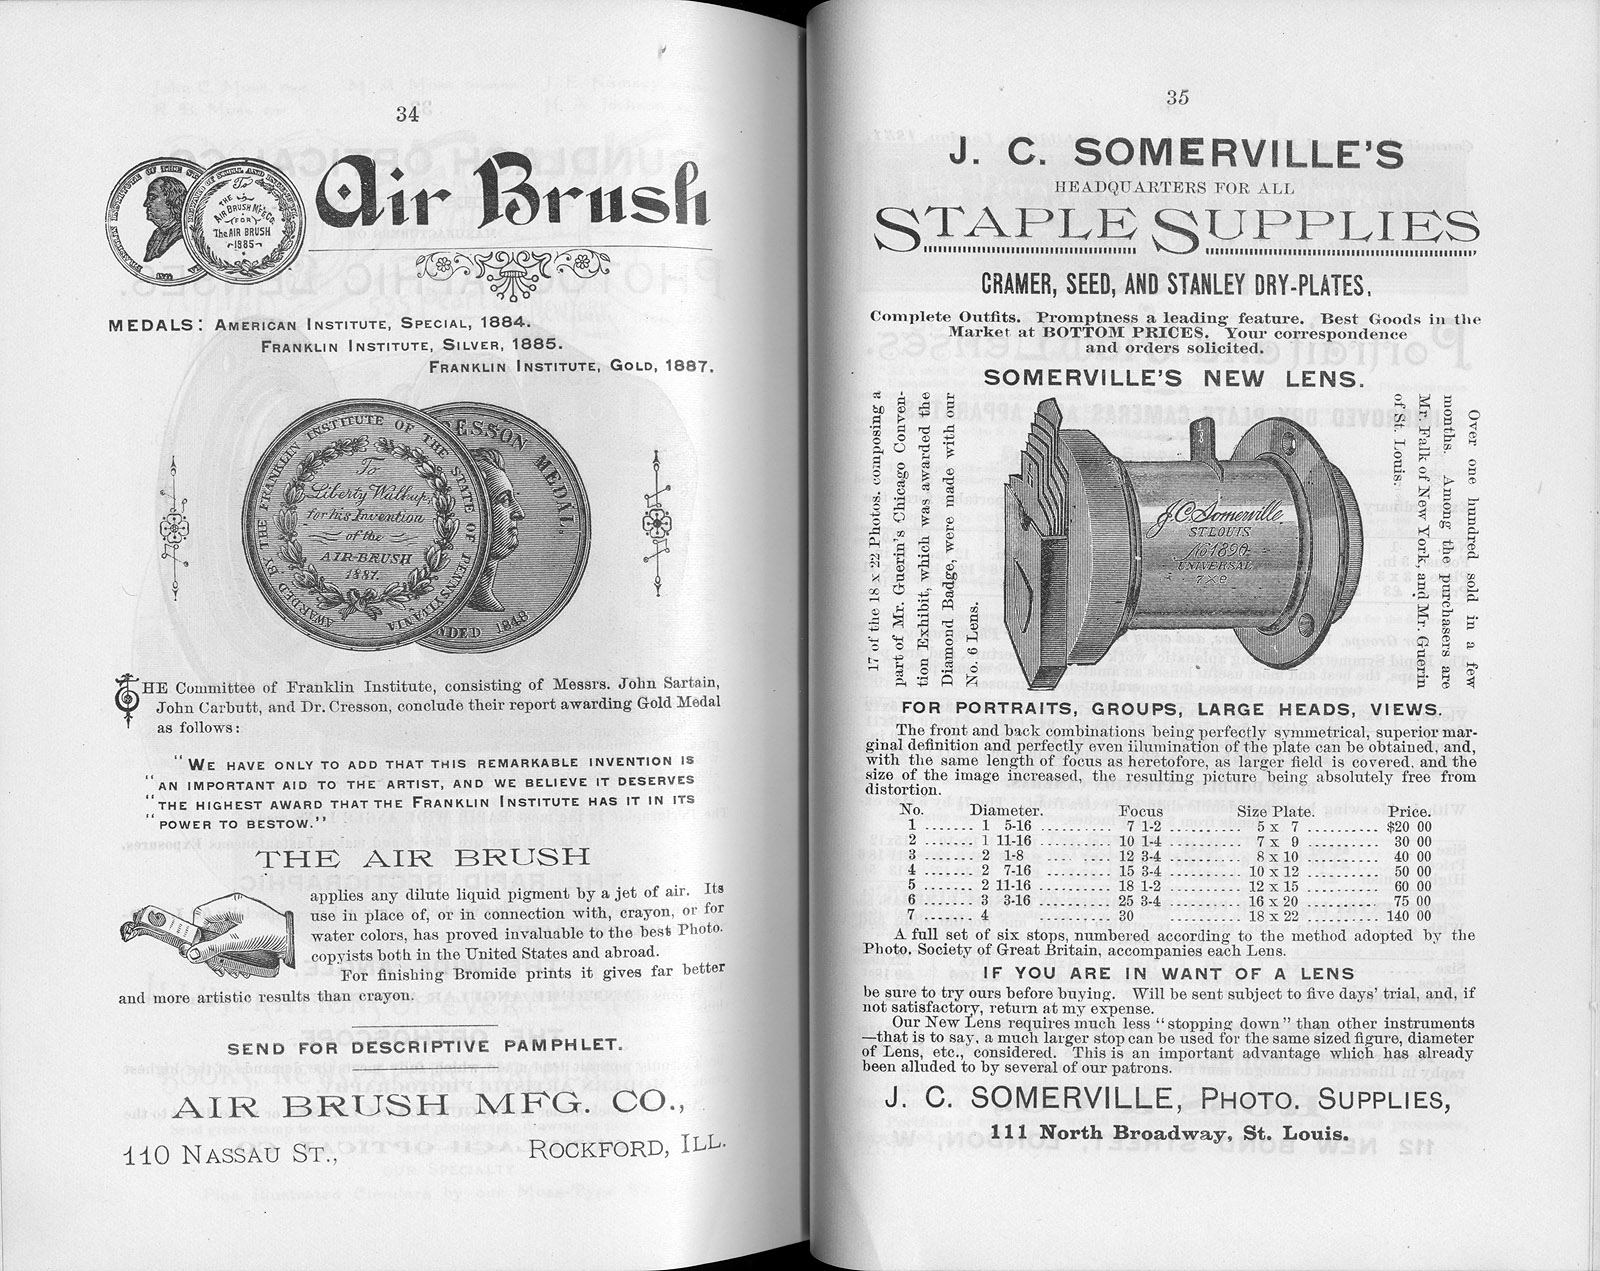 34
Air Brush
To
THE
AIR BRUSH M'F'G CO.
FOR
The AIR BRUSH
1885
MEDALS: AMERICAN INSTITUTE, SPECIAL, 1884.
FRANKLIN INSTITUTE, SILVER, 1885.
FRANKLIN INSTITUTE, GOLD, 1887.
AWARDED BY THE FRANKLIN INSTITUTE OF THE STATE OF PENNSYLVANIA
To
Liberty Walkup,
for his Invention
of the
AIR-BRUSH
1887.
CRESSON MEDAL,
NDED 1848
THE Committee of Franklin Institute, consisting of Messrs. John Sartain,
John Carbutt, and Dr. Cresson, conclude their report awarding Gold Medal
as follows:
"WE HAVE ONLY TO ADD THAT THIS REMARKABLE INVENTION IS
"AN IMPORTANT AID TO THE ARTIST, AND WE BELIEVE IT DESERVES
"THE HIGHEST AWARD THAT THE FRANKLIN INSTITUTE HAS IT IN ITS
"POWER TO BESTOW."
THE AIR BRUSH
applies any dilute liquid pigment by a jet of air. Its
use in place of, or in connection with, crayon, or for
water colors, has proved invaluable to the best Photo.
copyists both in the United States and abroad.
For finishing Bromide prints it gives far better
and more artistic results than crayon.
SEND FOR DESCRIPTIVE PAMPHLET.
AIR BRUSH MFG. CO.,
110 NASSAU ST., ROCKFORD, ILL.
35
J. C. SOMERVILLE'S
HEADQUARTERS FOR ALL
STAPLE SUPPLIES
CRAMER, SEED, AND STANLEY DRY-PLATES.
Complete Outfits. Promptness a leading feature. Best Goods in the
Market at BOTTOM PRICES. Your correspondence
and orders solicited.
SOMERVILLE'S NEW LENS.
17 of the 18 x 22 Photos. composing a
part of Mr. Guerin's Chicago Conven-
tion Exhibit, which was awarded the
Diamond Badge, were made with our
No. 6 Lens.
J.C. Somerville
ST. LOUIS
No 1890
UNIVERSAL
7 x 9
Over one hundred sold in a few
months. Among the purchasers are
Mr. Falk of New York, and Mr. Guerin
of St. Louis.
FOR PORTRAITS, GROUPS, LARGE HEADS, VIEWS.
The front and back combinations being perfectly symmetrical, superior mar-
ginal definition and perfectly even illumination of the plate can be obtained, and,
with the same length of focus as heretofore, as larger field is covered, and the
size of the image increased, the resulting picture being absolutely free from
distortion.
No. Diameter. Focus Size Plate. Price.
1 ....... 1 5-16 .......... 7 1-2 .......... 5 x 7 .......... $20 00
2 ....... 1 11-16 .......... 10 1-4 .......... 7 x 9 .......... 30 00
3 ....... 2 1-8 .......... 12 3-4 .......... 8 x 10 .......... 40 00
4 ....... 2 7-16 .......... 15 3-4 .......... 10 x 12 .......... 50 00
5 ....... 2 11-16 .......... 18 1-2 .......... 12 x 15 .......... 60 00
6 ....... 3 3-16 .......... 25 3-4 .......... 16 x 20 .......... 75 00
7 ....... 4 .......... 30 .......... 18 x 22 .......... 140 00
A full set of six stops, numbered according to the method adopted by the
Photo. Society of Great Britain, accompanies each Lens.
IF YOU ARE IN WANT OF A LENS
be sure to try ours before buying. Will be sent subject to five days' trial, and, if
not satisfactory, return at my expense.
Our New Lens requires much less "stopping down" than other instruments
—that is to say, a much larger stop can be used for the same sized figure, diameter
of Lens, etc., considered. This is an important advantage which has already
been alluded to by several of our patrons.
J. C. SOMERVILLE, PHOTO. SUPPLIES,
111 North Broadway, St. Louis.